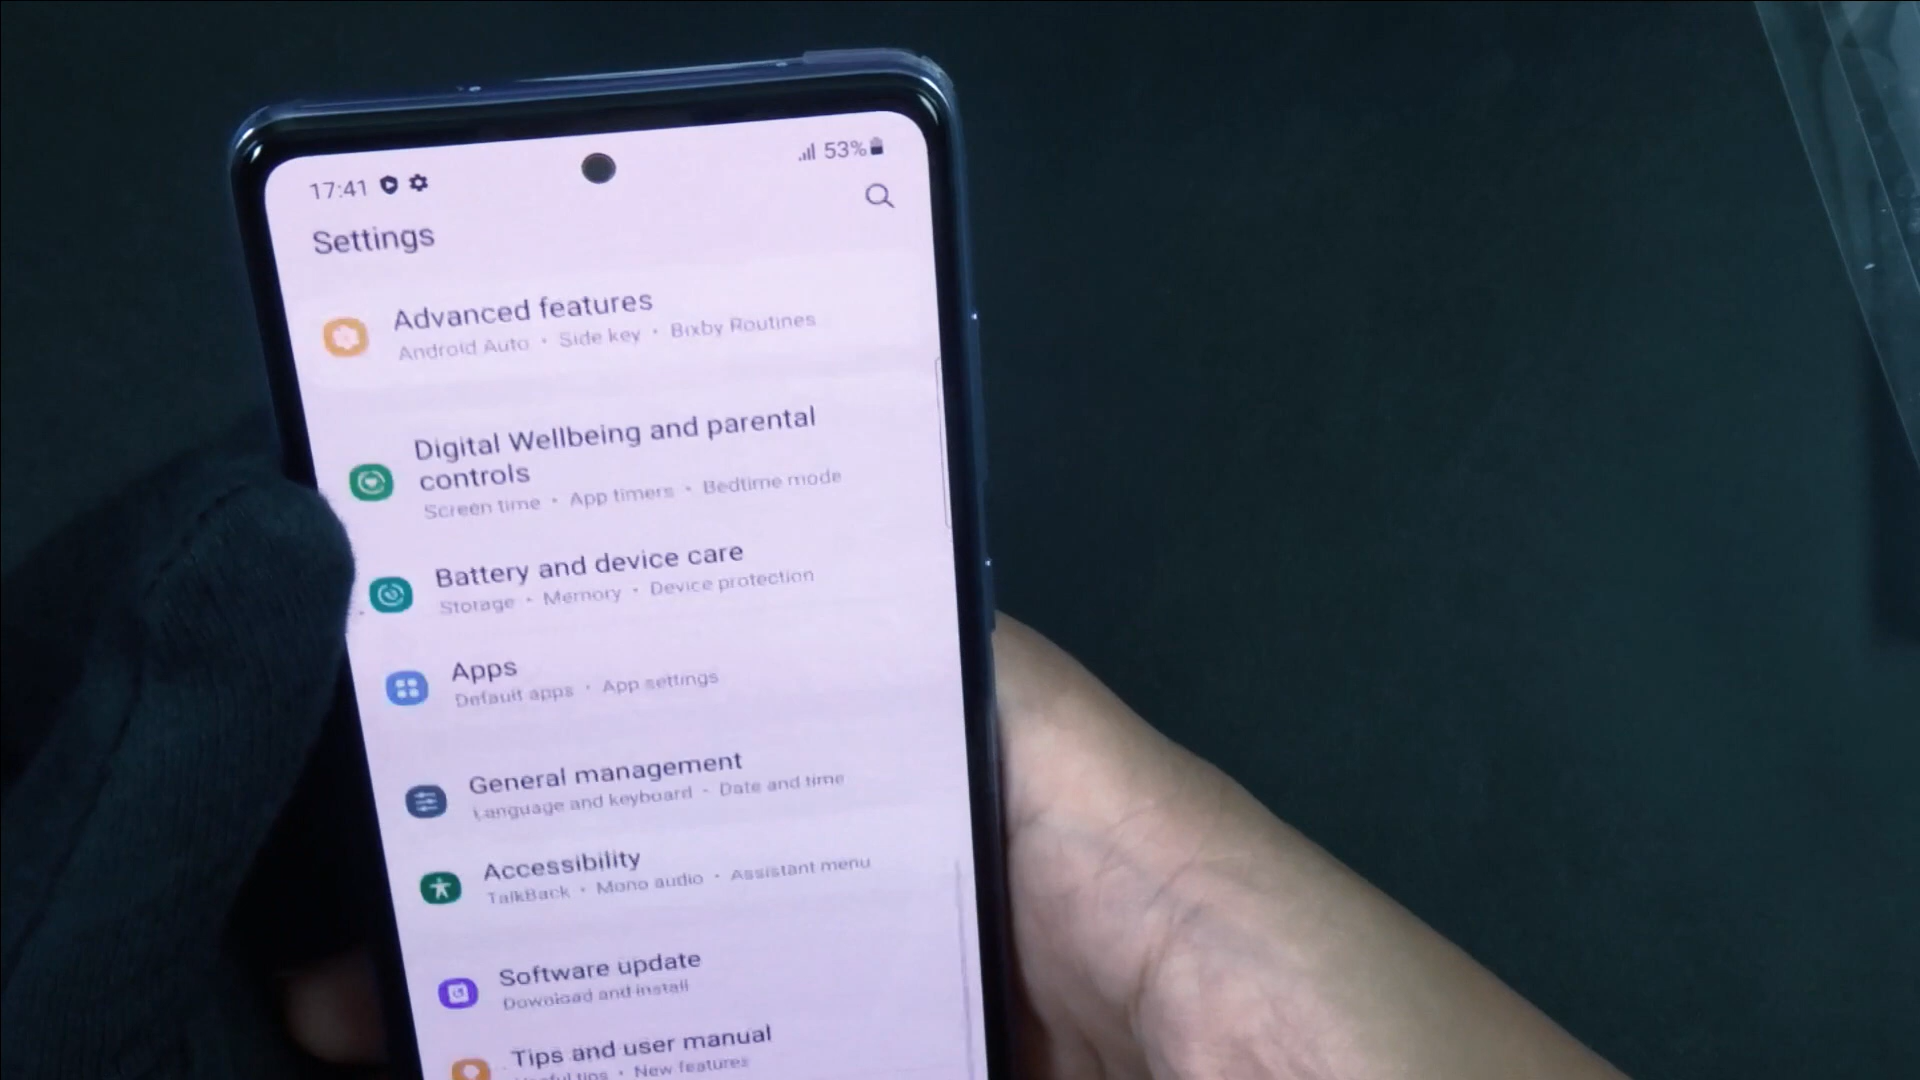 17:41
53%
Settings
Advanced features
Android Auto • Side key • Bixby Routines
Digital Wellbeing and parental
controls
Screen time • App timers • Bedtime mode
Battery and device care
Storage • Memory • Device protection
Apps
Default apps • App settings
General management
Language and keyboard • Date and time
Accessibility
TalkBack • Mono audio • Assistant menu
Software update
Download and install
Tips and user manual
Useful tips • New features